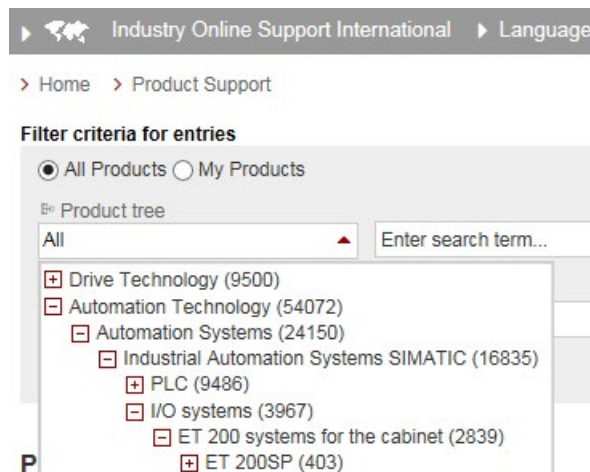 Industry Online Support International Language
Home Product Support
Filter criteria for entries
All Products My Products
Product tree
All Enter search term...
Drive Technology (9500)
Automation Technology (54072)
Automation Systems (24150)
Industrial Automation Systems SIMATIC (16835)
PLC (9486)
I/O systems (3967)
ET 200 systems for the cabinet (2839)
P ET 200SP (403)